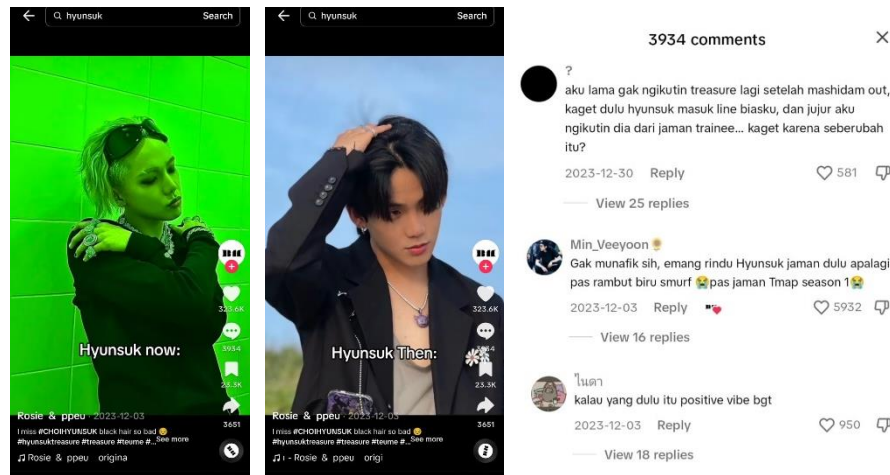 hyunsuk Search
Hyunsuk now:
323.6K
3934
23.3K
3651
Rosie & ppeu · 2023-12-03
I miss #CHOIHYUNSUK black hair so bad 😔
#hyunsuktreasure #treasure #teume #... See more
Rosie & ppeu origina
hyunsuk Search
Hyunsuk Then:
323.6K
3934
23.3K
3651
Rosie & ppeu · 2023-12-03
I miss #CHOIHYUNSUK black hair so bad 😔
#hyunsuktreasure #treasure #teume #... See more
- Rosie & ppeu origi
3934 comments
?
aku lama gak ngikutin treasure lagi setelah mashidam out,
kaget dulu hyunsuk masuk line biasku, dan jujur aku
ngikutin dia dari jaman trainee... kaget karena seberubah
itu?
2023-12-30 Reply 581
View 25 replies
Min_Veeyoon🌻
Gak munafik sih, emang rindu Hyunsuk jaman dulu apalagi
pas rambut biru smurf 😭pas jaman Tmap season 1😭
2023-12-03 Reply 5932
View 16 replies
ไนดา
kalau yang dulu itu positive vibe bgt
2023-12-03 Reply 950
View 18 replies